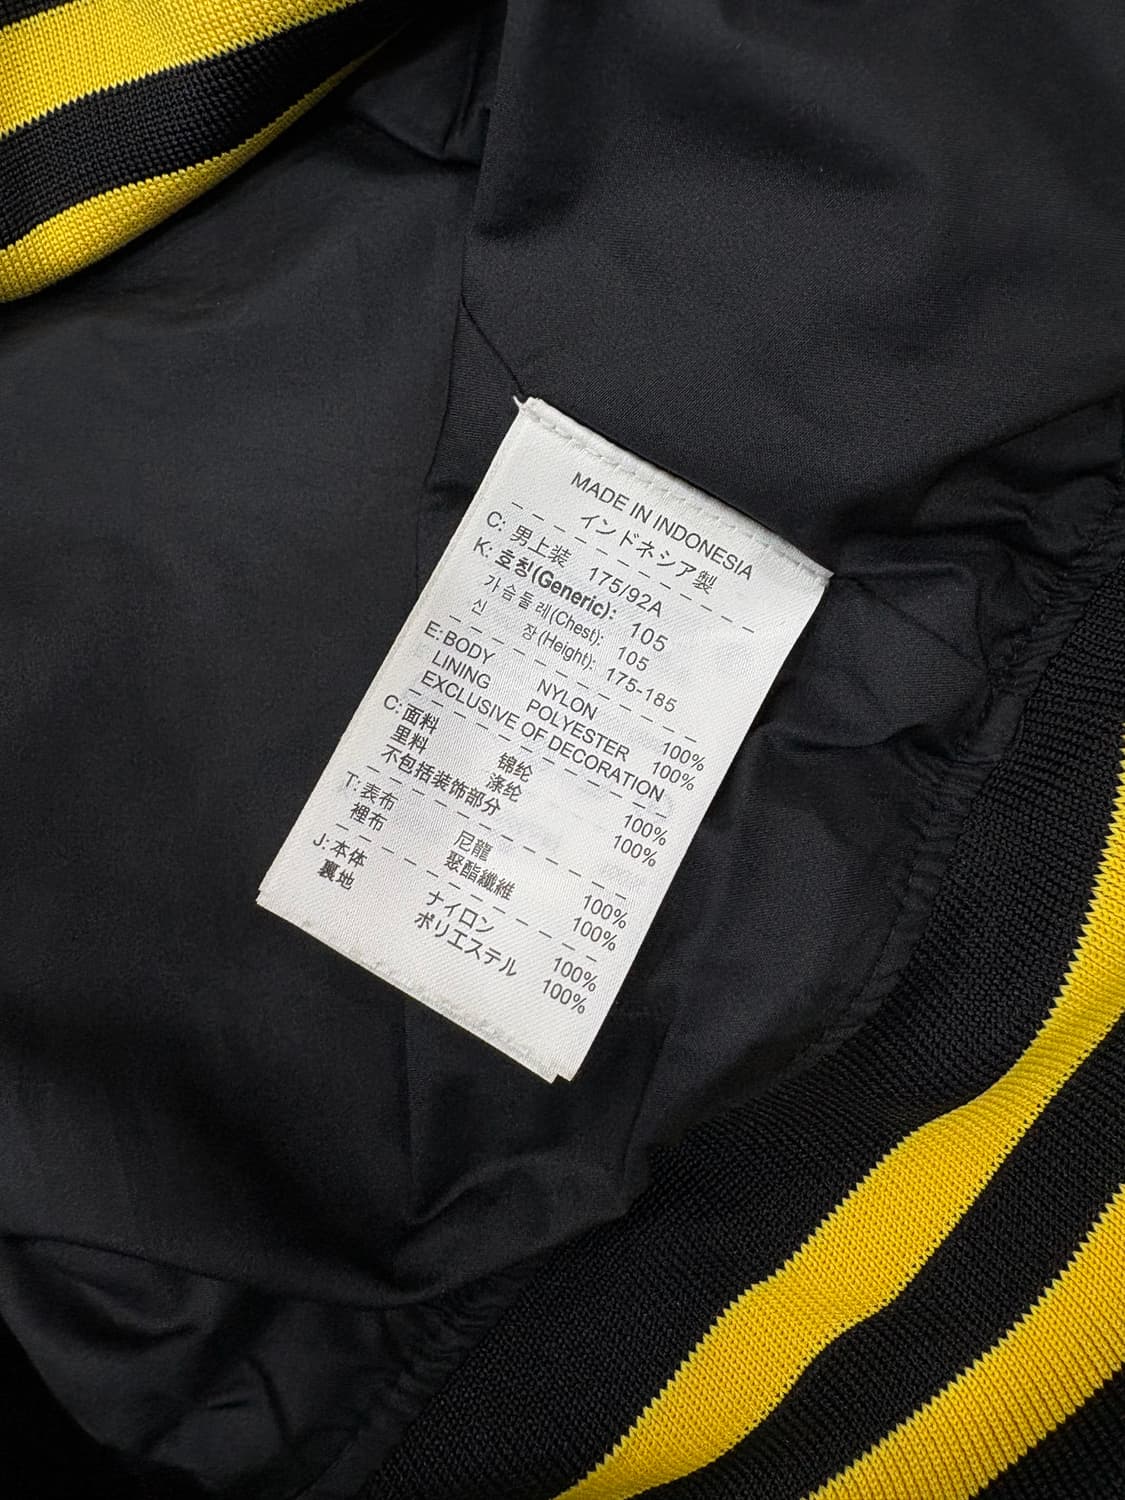 MADE IN INDONESIA
インドネシア製
C: 男上装 175/92A
K: 호칭(Generic): 105
가슴둘레(Chest): 105
신 장(Height): 175-185
E: BODY NYLON 100%
LINING POLYESTER 100%
EXCLUSIVE OF DECORATION
C: 面料 锦纶 100%
里料 涤纶 100%
不包括装饰部分
T: 表布 尼龍 100%
裡布 聚酯纖維 100%
J: 本体 ナイロン 100%
裏地 ポリエステル 100%